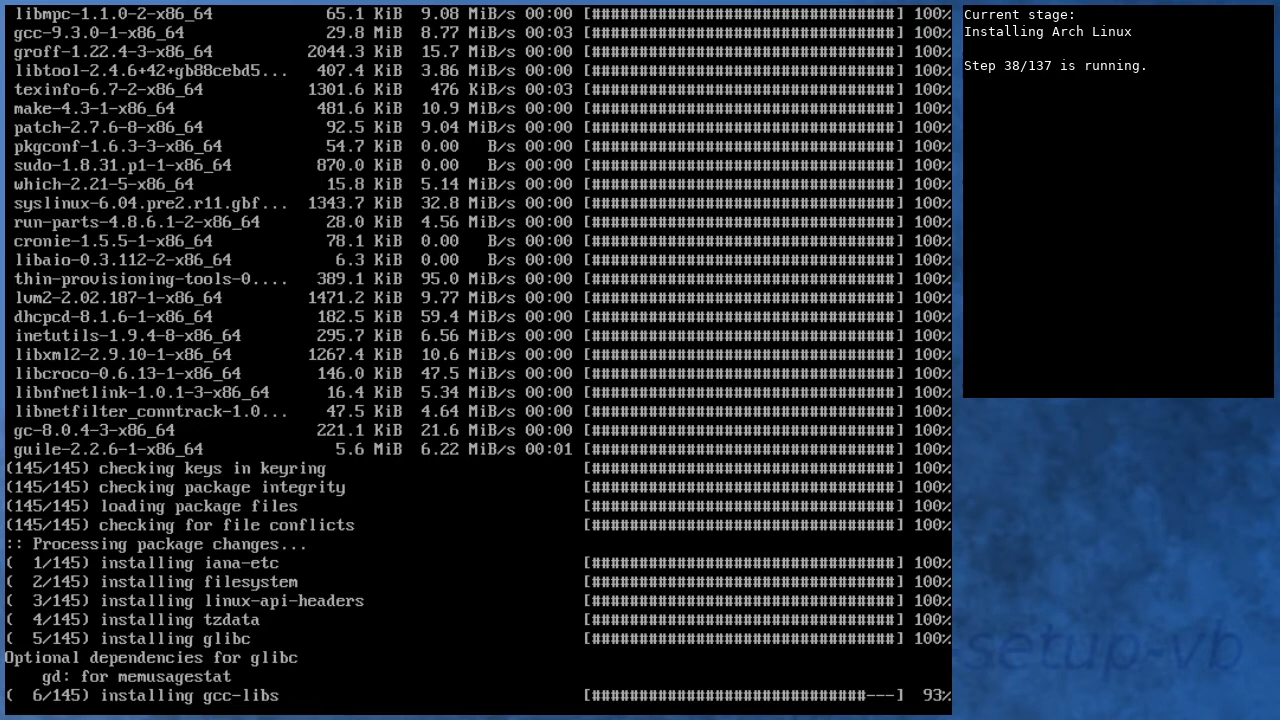 libmpc-1.1.0-2-x86_64 65.1 KiB 9.08 MiB/s 00:00 [################################] 100%
gcc-9.3.0-1-x86_64 29.8 MiB 8.77 MiB/s 00:03 [################################] 100%
groff-1.22.4-3-x86_64 2044.3 KiB 15.7 MiB/s 00:00 [################################] 100%
libtool-2.4.6+42+gb88cebd5... 407.4 KiB 3.86 MiB/s 00:00 [################################] 100%
texinfo-6.7-2-x86_64 1301.6 KiB 476 KiB/s 00:03 [################################] 100%
make-4.3-1-x86_64 481.6 KiB 10.9 MiB/s 00:00 [################################] 100%
patch-2.7.6-8-x86_64 92.5 KiB 9.04 MiB/s 00:00 [################################] 100%
pkgconf-1.6.3-3-x86_64 54.7 KiB 0.00 B/s 00:00 [################################] 100%
sudo-1.8.31.p1-1-x86_64 870.0 KiB 0.00 B/s 00:00 [################################] 100%
which-2.21-5-x86_64 15.8 KiB 5.14 MiB/s 00:00 [################################] 100%
syslinux-6.04.pre2.r11.gbf... 1343.7 KiB 32.8 MiB/s 00:00 [################################] 100%
run-parts-4.8.6.1-2-x86_64 28.0 KiB 4.56 MiB/s 00:00 [################################] 100%
cronie-1.5.5-1-x86_64 78.1 KiB 0.00 B/s 00:00 [################################] 100%
libaio-0.3.112-2-x86_64 6.3 KiB 0.00 B/s 00:00 [################################] 100%
thin-provisioning-tools-0.... 389.1 KiB 95.0 MiB/s 00:00 [################################] 100%
lvm2-2.02.187-1-x86_64 1471.2 KiB 9.77 MiB/s 00:00 [################################] 100%
dhcpcd-8.1.6-1-x86_64 182.5 KiB 59.4 MiB/s 00:00 [################################] 100%
inetutils-1.9.4-8-x86_64 295.7 KiB 6.56 MiB/s 00:00 [################################] 100%
libxml2-2.9.10-1-x86_64 1267.4 KiB 10.6 MiB/s 00:00 [################################] 100%
libcroco-0.6.13-1-x86_64 146.0 KiB 47.5 MiB/s 00:00 [################################] 100%
libnfnetlink-1.0.1-3-x86_64 16.4 KiB 5.34 MiB/s 00:00 [################################] 100%
libnetfilter_conntrack-1.0... 47.5 KiB 4.64 MiB/s 00:00 [################################] 100%
gc-8.0.4-3-x86_64 221.1 KiB 21.6 MiB/s 00:00 [################################] 100%
guile-2.2.6-1-x86_64 5.6 MiB 6.22 MiB/s 00:01 [################################] 100%
(145/145) checking keys in keyring [################################] 100%
(145/145) checking package integrity [################################] 100%
(145/145) loading package files [################################] 100%
(145/145) checking for file conflicts [################################] 100%
:: Processing package changes...
( 1/145) installing iana-etc [################################] 100%
( 2/145) installing filesystem [################################] 100%
( 3/145) installing linux-api-headers [################################] 100%
( 4/145) installing tzdata [################################] 100%
( 5/145) installing glibc [################################] 100%
Optional dependencies for glibc
gd: for memusagestat
( 6/145) installing gcc-libs [#############################---] 93%
Current stage:
Installing Arch Linux
Step 38/137 is running.
setup-vb